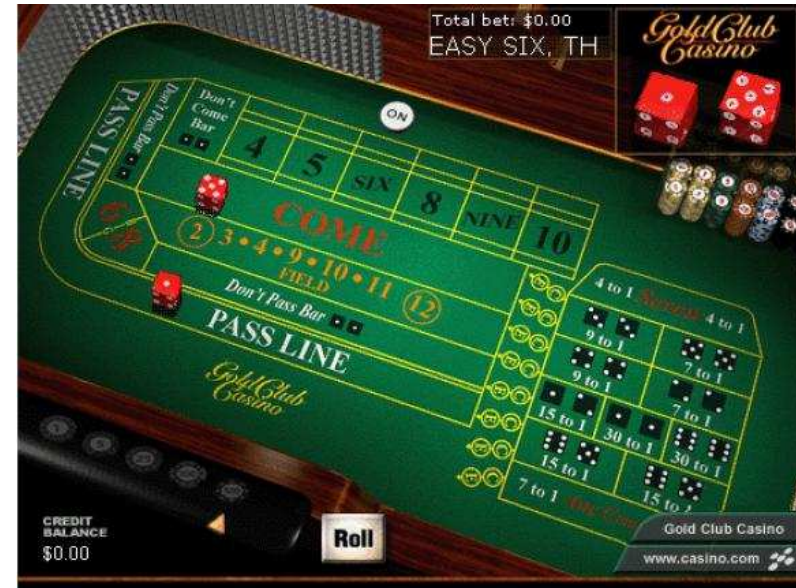 Total bet: $0.00
EASY SIX, TH
Gold Club
Casino
ON
PASS LINE
Don't Pass Bar
Don't
Come
Bar
4 5 SIX 8 NINE 10
COME
2 3 • 4 • 9 • 10 • 11 12
FIELD
Don't Pass Bar
PASS LINE
Gold Club
Casino
4 to 1 Seven 4 to 1
9 to 1
7 to 1
9 to 1
7 to 1
15 to 1
30 to 1
30 to 1
15 to 1
15 to 1
7 to 1
CREDIT
BALANCE
$0.00
Roll
Gold Club Casino
www.casino.com